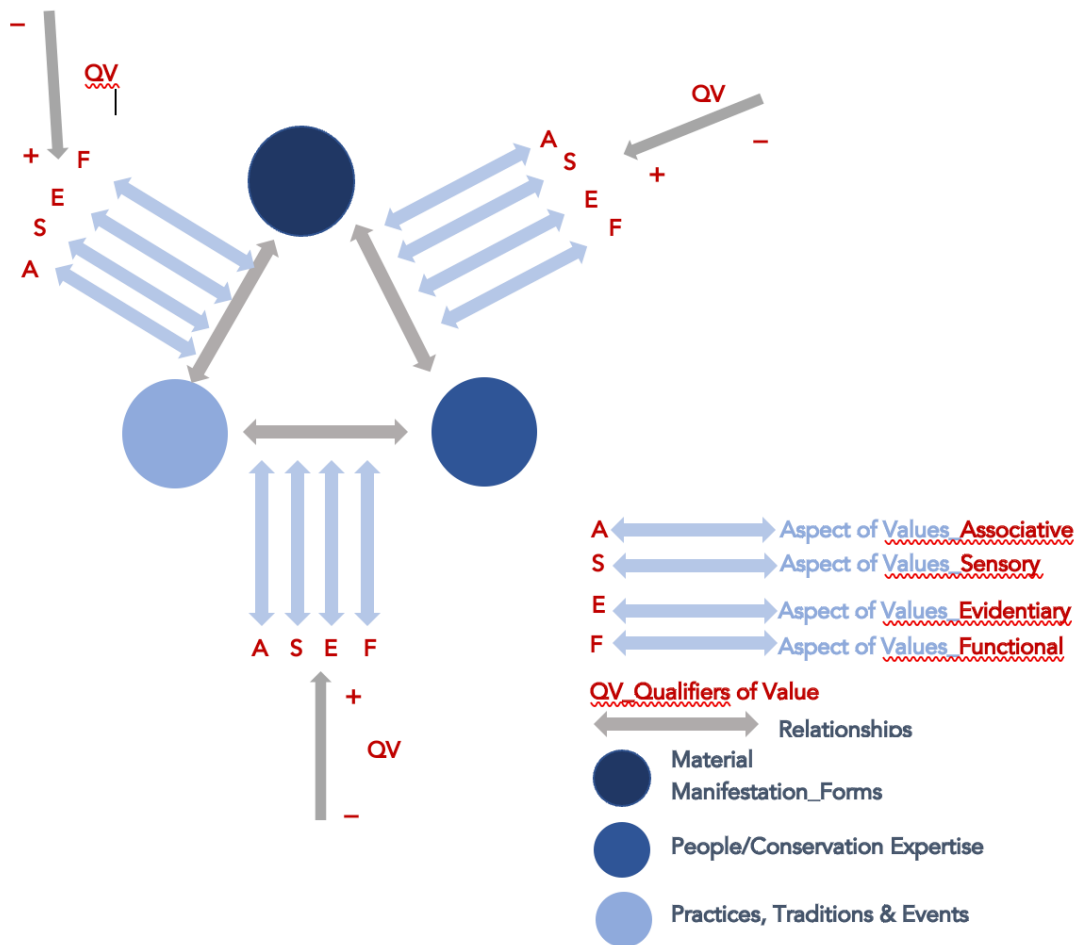 −
QV
+
F
E
S
A
QV
−
+
A
S
E
F
A S E F
+
QV
−
A Aspect of Values_Associative
S Aspect of Values_Sensory
E Aspect of Values_Evidentiary
F Aspect of Values_Functional
QV_Qualifiers of Value
Relationships
Material
Manifestation_Forms
People/Conservation Expertise
Practices, Traditions & Events